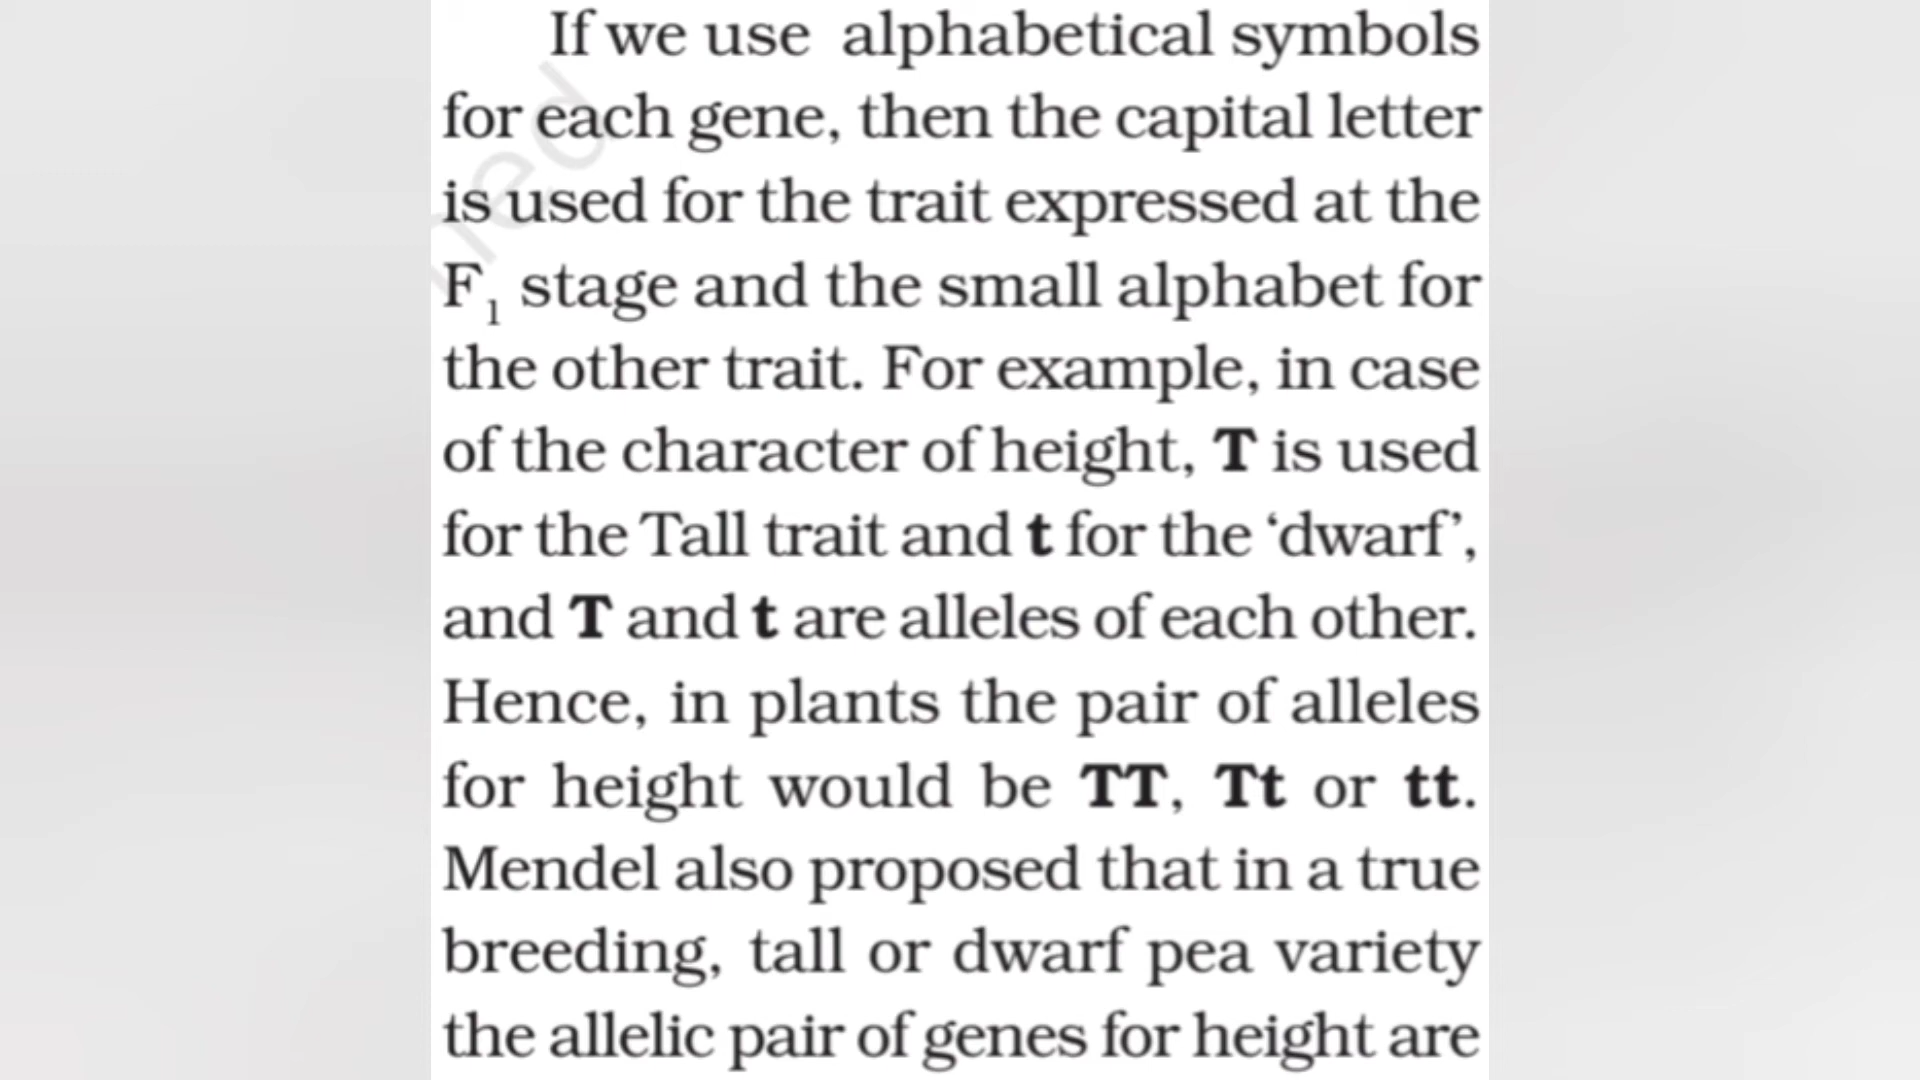 If we use alphabetical symbols
for each gene, then the capital letter
is used for the trait expressed at the
F₁ stage and the small alphabet for
the other trait. For example, in case
of the character of height, T is used
for the Tall trait and t for the ‘dwarf’,
and T and t are alleles of each other.
Hence, in plants the pair of alleles
for height would be TT, Tt or tt.
Mendel also proposed that in a true
breeding, tall or dwarf pea variety
the allelic pair of genes for height are